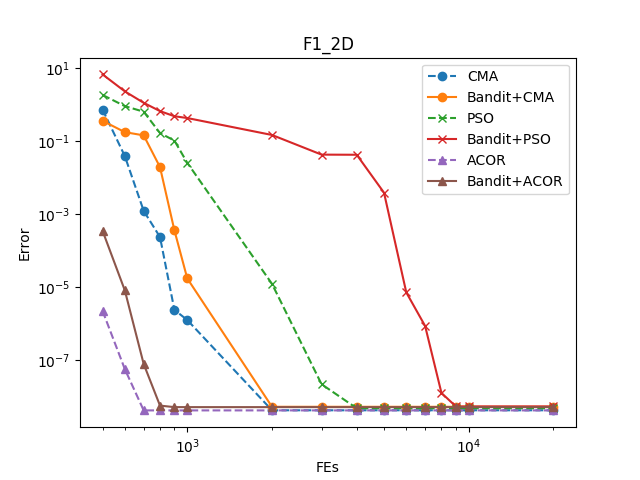 F1_2D
Error
10^1
10^-1
10^-3
10^-5
10^-7
CMA
Bandit+CMA
PSO
Bandit+PSO
ACOR
Bandit+ACOR
10^3
10^4
FEs